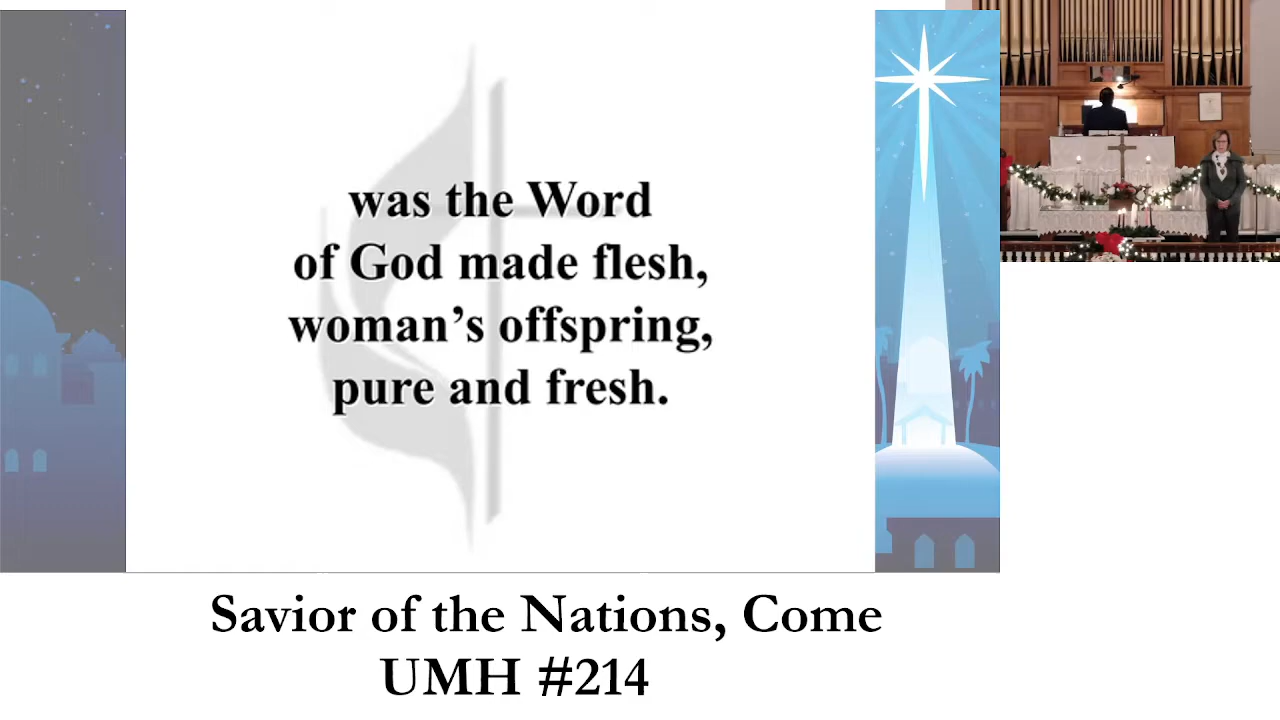 was the Word
of God made flesh,
woman’s offspring,
pure and fresh.
Savior of the Nations, Come
UMH #214